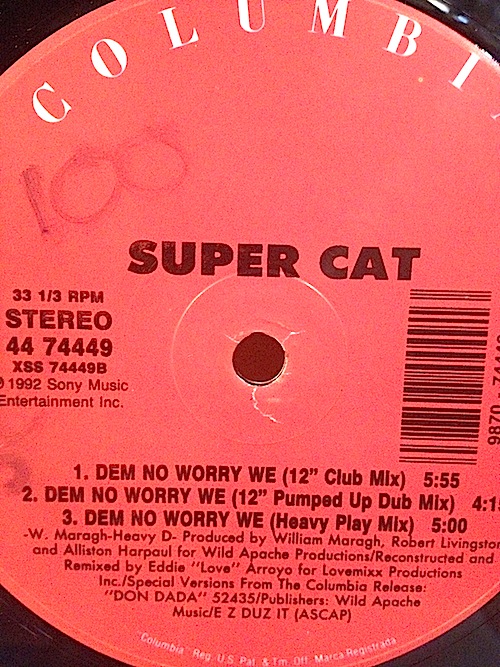 COLUMBI
100
SUPER CAT
33 1/3 RPM
STEREO
44 74449
XSS 74449B
℗ 1992 Sony Music
Entertainment Inc.
9870
1. DEM NO WORRY WE (12” Club Mix) 5:55
2. DEM NO WORRY WE (12” Pumped Up Dub Mix) 4:1
3. DEM NO WORRY WE (Heavy Play Mix) 5:00
-W. Maragh-Heavy D- Produced by William Maragh, Robert Livingston
and Alliston Harpaul for Wild Apache Productions/Reconstructed and
Remixed by Eddie "Love" Arroyo for Lovemixx Productions
Inc./Special Versions From The Columbia Release:
"DON DADA" 52435/Publishers: Wild Apache
Music/E Z DUZ IT (ASCAP)
"Columbia" Reg. U.S. Pat. & Tm. Off. Marca Registrada